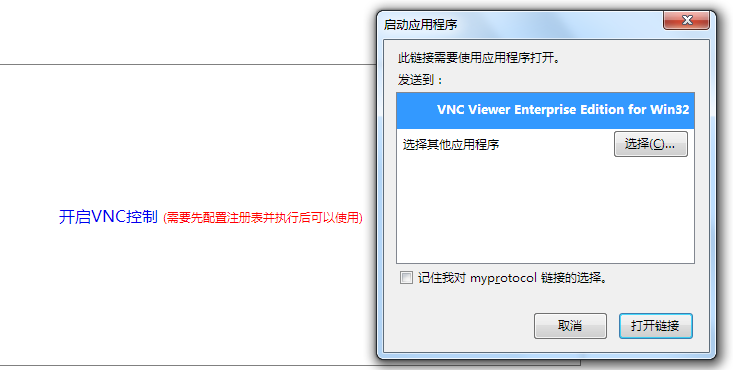 启动应用程序
此链接需要使用应用程序打开。
发送到：
VNC Viewer Enterprise Edition for Win32
选择其他应用程序 选择(C)...
开启VNC控制 (需要先配置注册表并执行后可以使用)
记住我对 myprotocol 链接的选择。
取消 打开链接